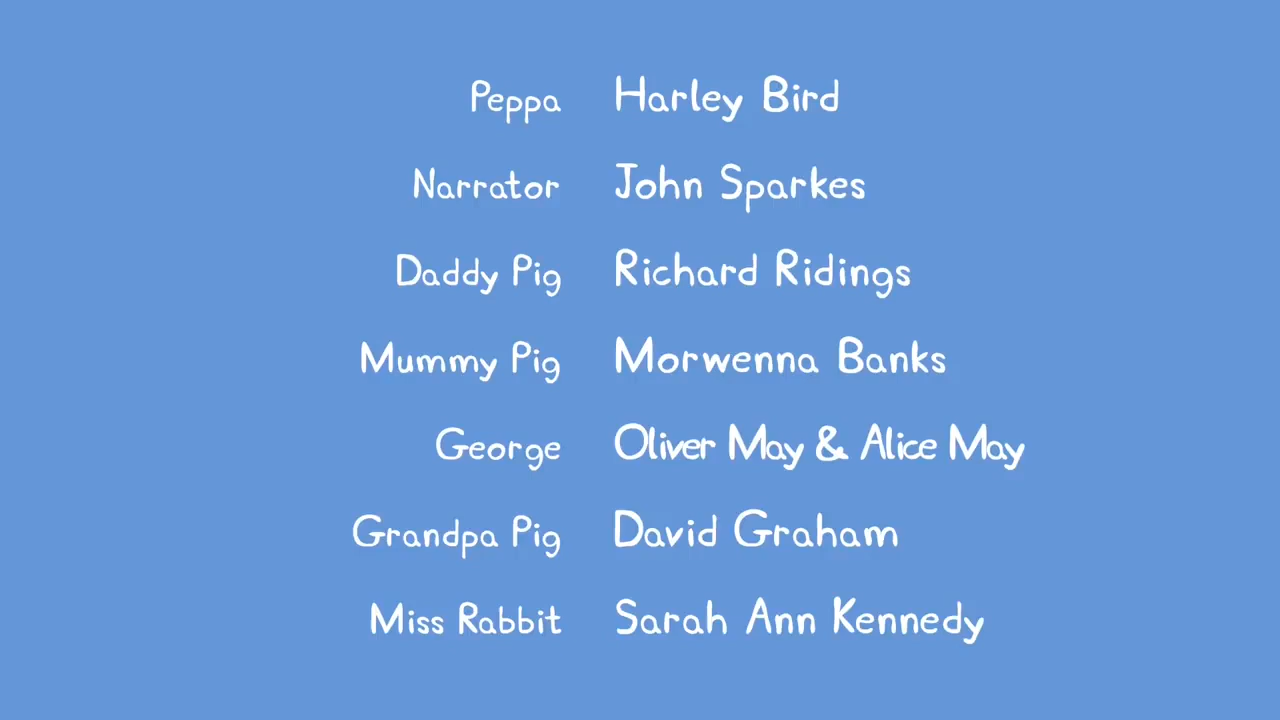 Peppa Harley Bird
Narrator John Sparkes
Daddy Pig Richard Ridings
Mummy Pig Morwenna Banks
George Oliver May & Alice May
Grandpa Pig David Graham
Miss Rabbit Sarah Ann Kennedy